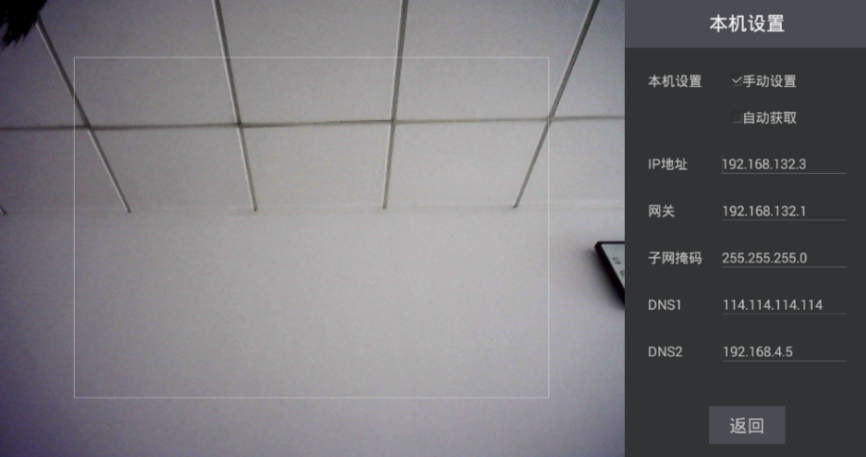 本机设置
本机设置 手动设置
自动获取
IP地址 192.168.132.3
网关 192.168.132.1
子网掩码 255.255.255.0
DNS1 114.114.114.114
DNS2 192.168.4.5
返回